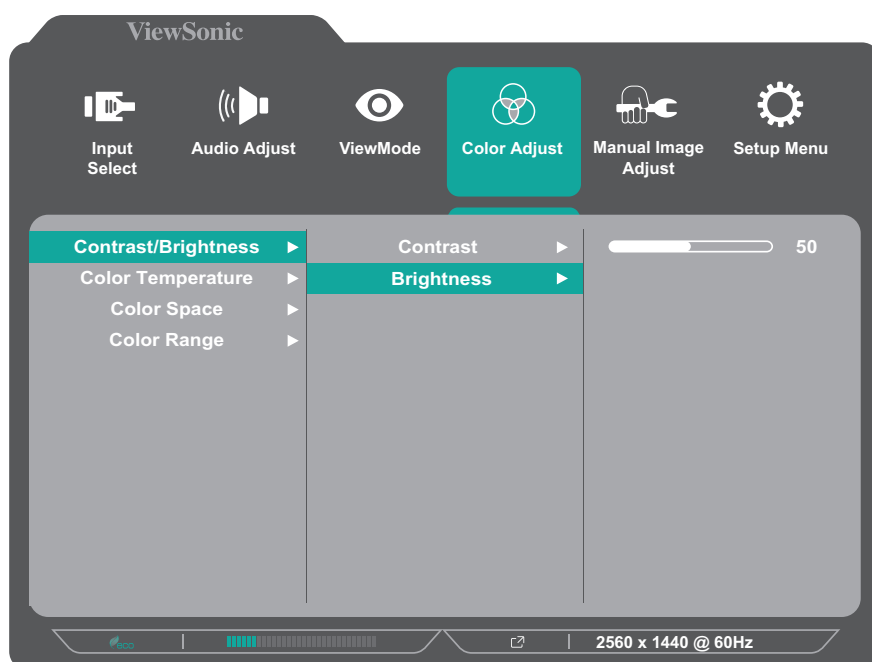 ViewSonic
Input
Select
Audio Adjust
ViewMode
Color Adjust
Manual Image
Adjust
Setup Menu
Contrast/Brightness
Color Temperature
Color Space
Color Range
Contrast
Brightness
50
eco
2560 x 1440 @ 60Hz